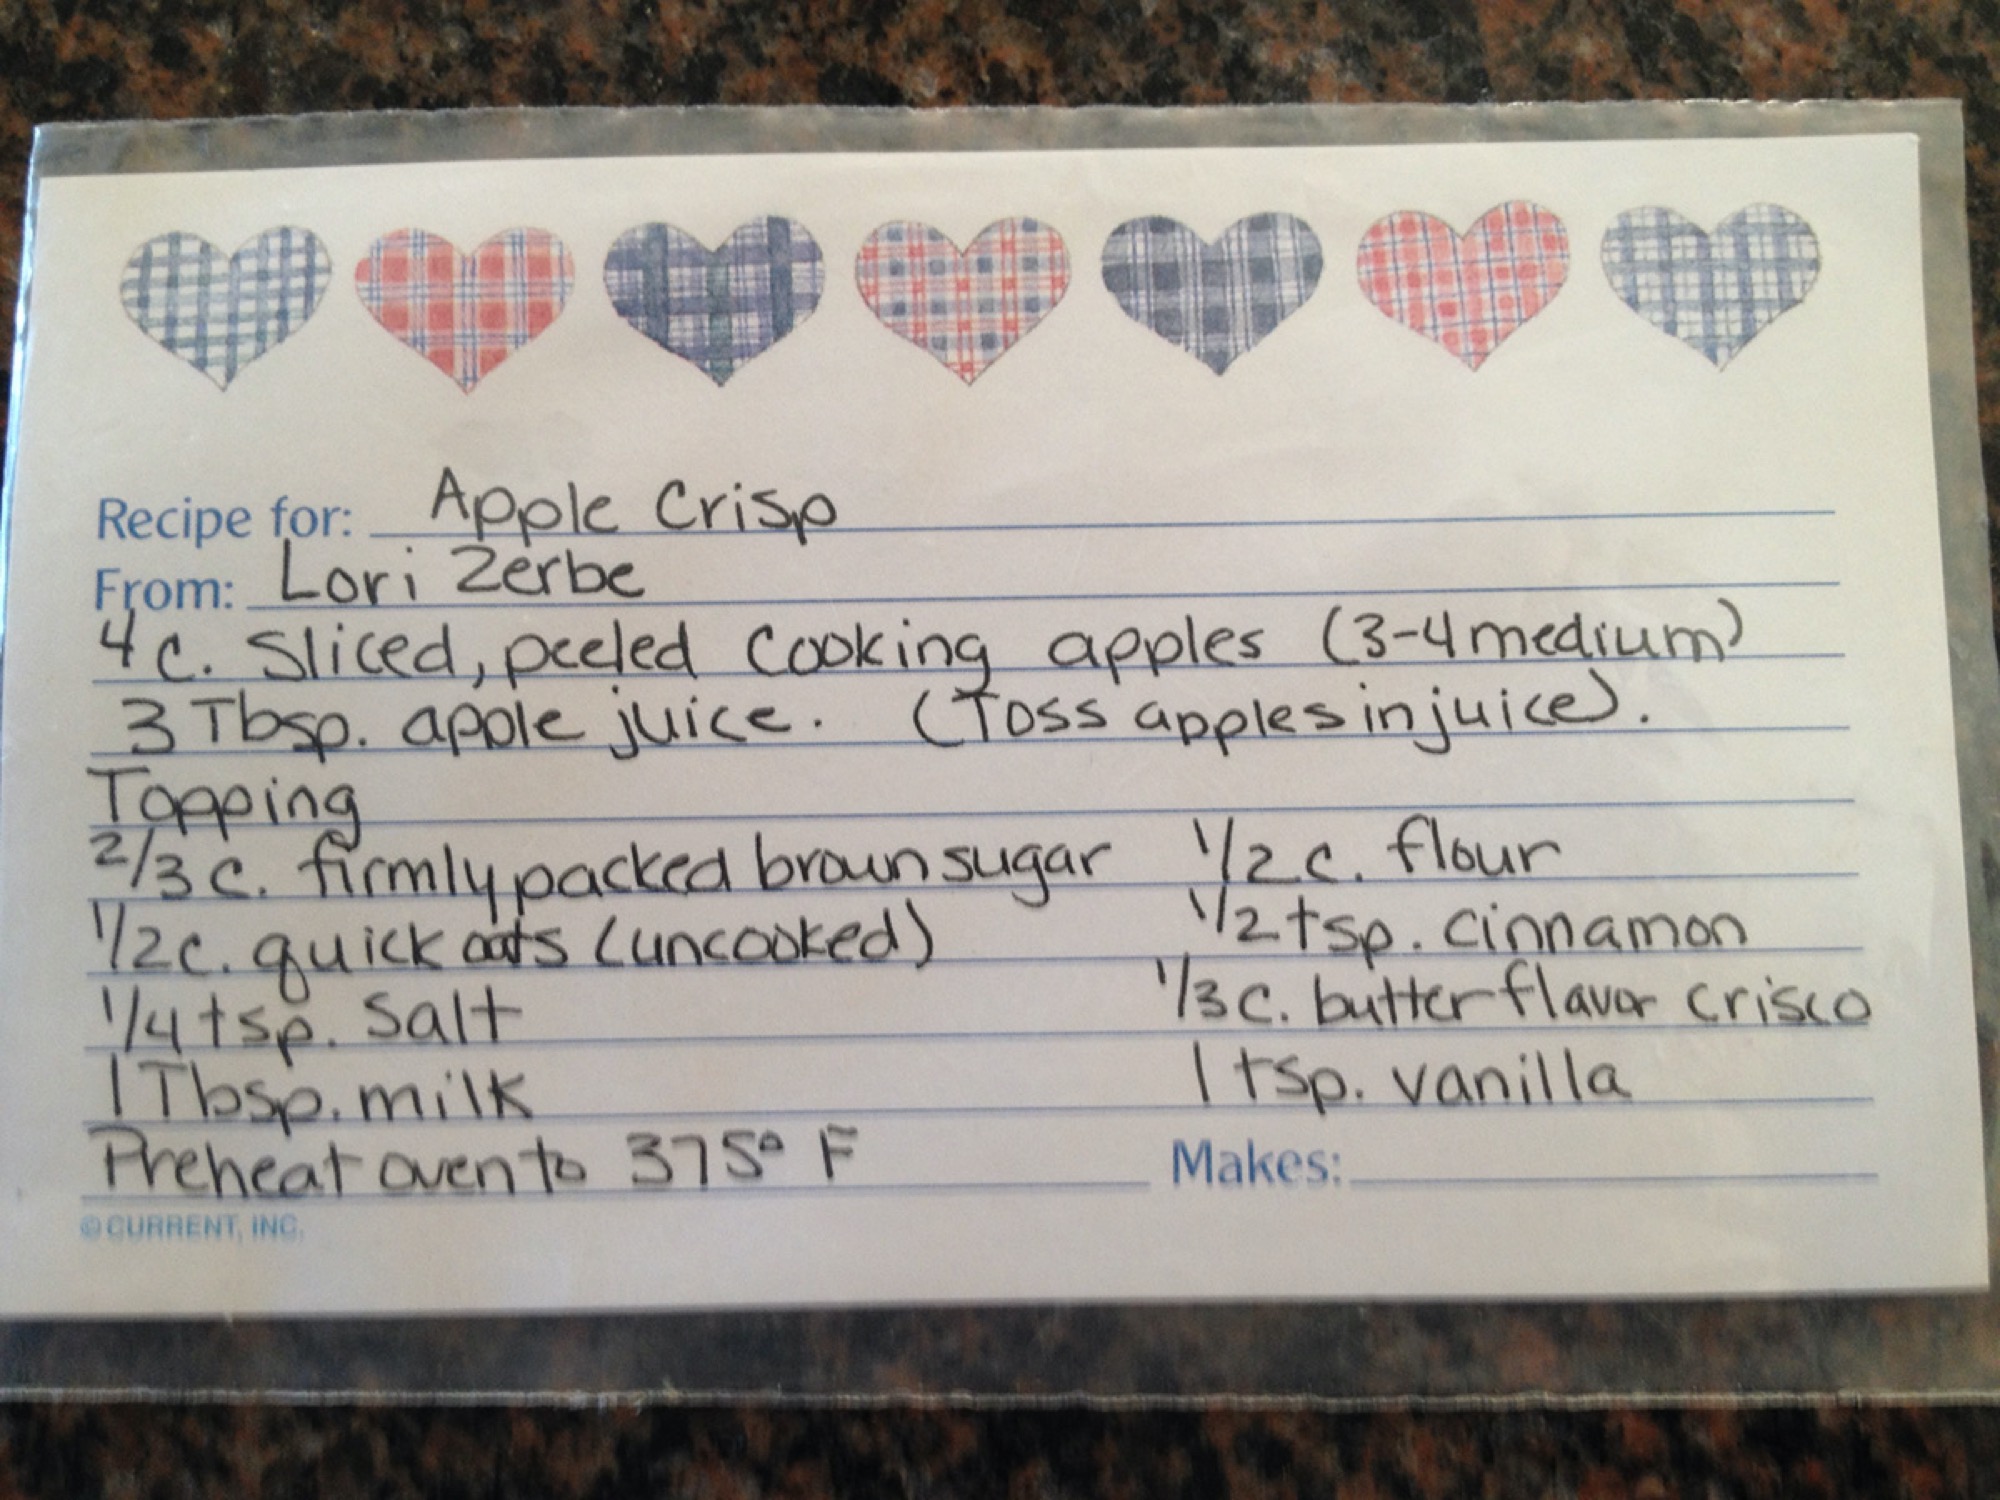 Recipe for: Apple Crisp
From: Lori Zerbe
4 c. Sliced, peeled cooking apples (3-4 medium)
3 Tbsp. apple juice. (Toss apples in juice).
Topping
2/3 c. firmly packed brown sugar 1/2 c. flour
1/2 c. quick oats (uncooked) 1/2 tsp. cinnamon
1/4 tsp. Salt 1/3 c. butter flavor crisco
1 Tbsp. milk 1 tsp. vanilla
Preheat oven to 375° F Makes:
© CURRENT, INC.